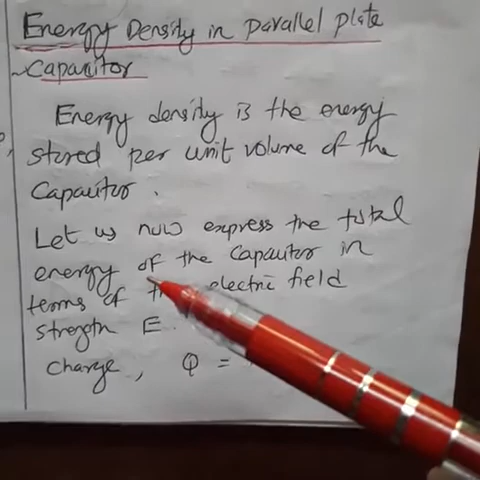 Energy Density in parallel plate
Capacitor
Energy density is the energy
stored per unit volume of the
Capacitor.
Let us now express the total
energy of the Capacitor in
terms of electric field
strength E.
charge, Q =